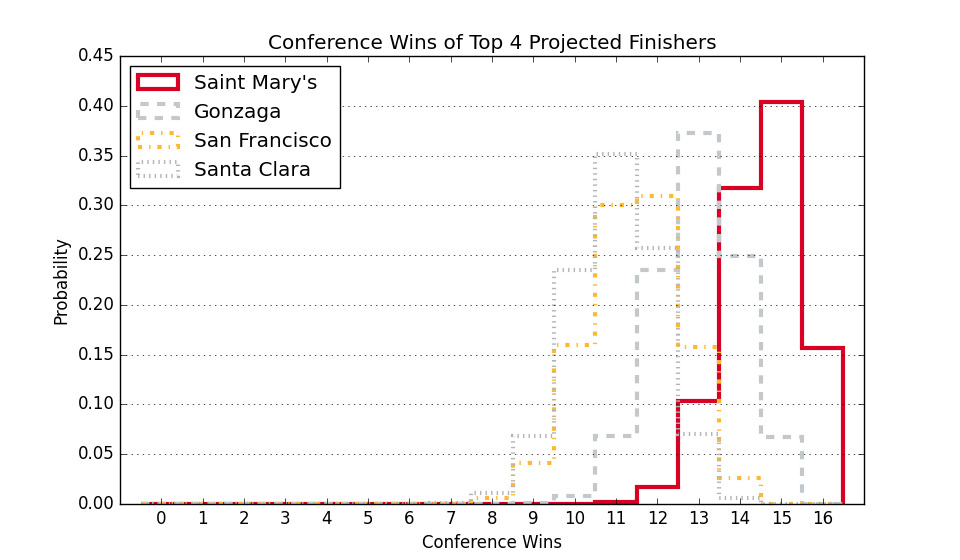 Conference Wins of Top 4 Projected Finishers
0.45
0.40
0.35
0.30
0.25
0.20
0.15
0.10
0.05
0.00
Probability
Saint Mary's
Gonzaga
San Francisco
Santa Clara
0 1 2 3 4 5 6 7 8 9 10 11 12 13 14 15 16
Conference Wins